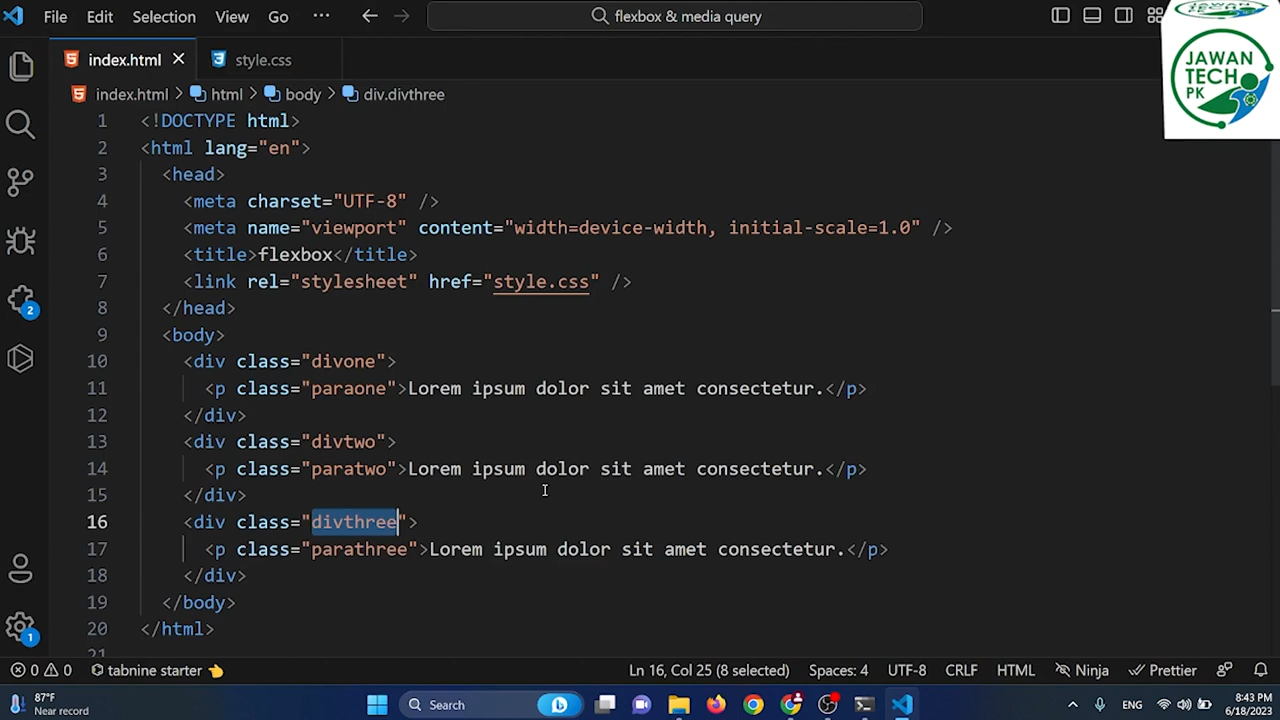 File Edit Selection View Go ··· flexbox & media query
JAWAN
TECH
JAWAN
TECH
PK
index.html style.css
index.html > html > body > div.divthree
1 <!DOCTYPE html>
2 <html lang="en">
3 <head>
4 <meta charset="UTF-8" />
5 <meta name="viewport" content="width=device-width, initial-scale=1.0" />
6 <title>flexbox</title>
7 <link rel="stylesheet" href="style.css" />
8 </head>
9 <body>
10 <div class="divone">
11 <p class="paraone">Lorem ipsum dolor sit amet consectetur.</p>
12 </div>
13 <div class="divtwo">
14 <p class="paratwo">Lorem ipsum dolor sit amet consectetur.</p>
15 </div>
16 <div class="divthree">
17 <p class="parathree">Lorem ipsum dolor sit amet consectetur.</p>
18 </div>
19 </body>
20 </html>
21
2
1
0 0 tabnine starter Ln 16, Col 25 (8 selected) Spaces: 4 UTF-8 CRLF HTML Ninja Prettier
87°F
Near record
Search
ENG
8:43 PM
6/18/2023